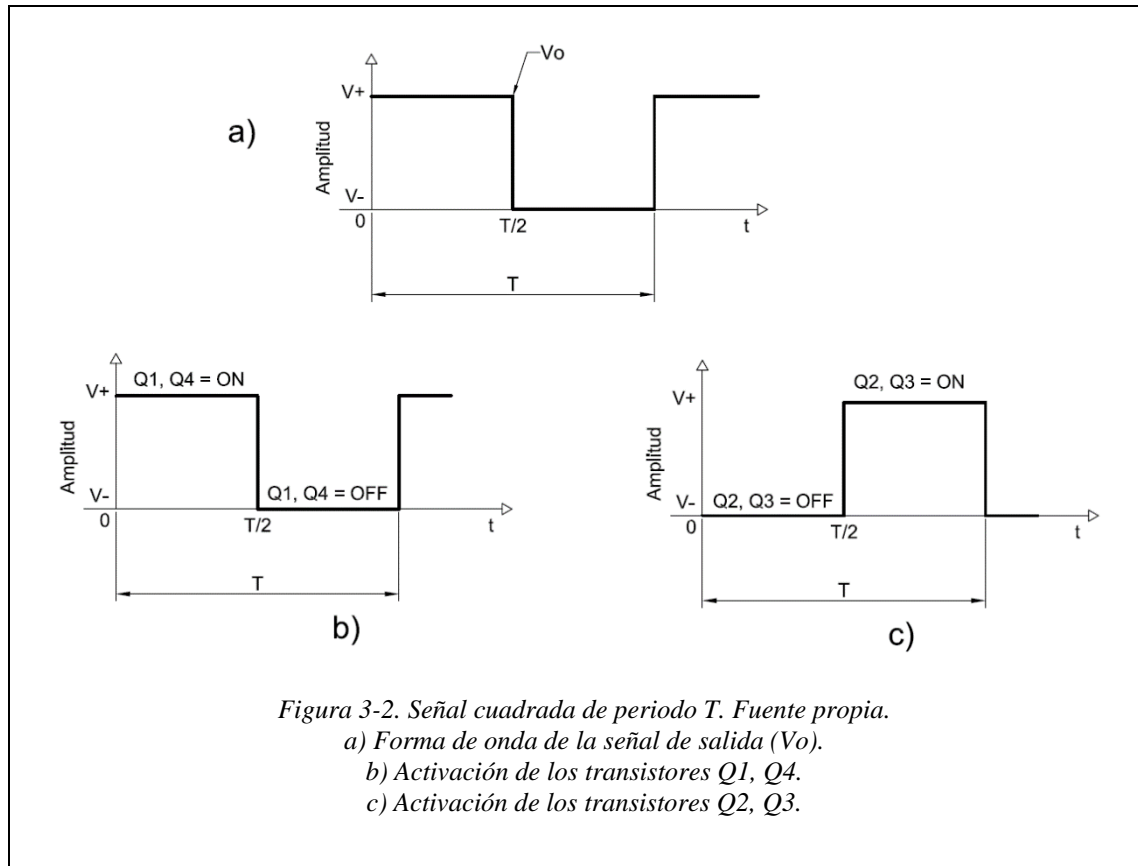 Vo
V+
a)
Amplitud
V-
0
T/2
t
T
Q1, Q4 = ON
V+
Amplitud
Q1, Q4 = OFF
V-
0
T/2
t
T
b)
Q2, Q3 = ON
V+
Amplitud
Q2, Q3 = OFF
V-
0
T/2
t
T
c)
Figura 3-2. Señal cuadrada de periodo T. Fuente propia.
a) Forma de onda de la señal de salida (Vo).
b) Activación de los transistores Q1, Q4.
c) Activación de los transistores Q2, Q3.